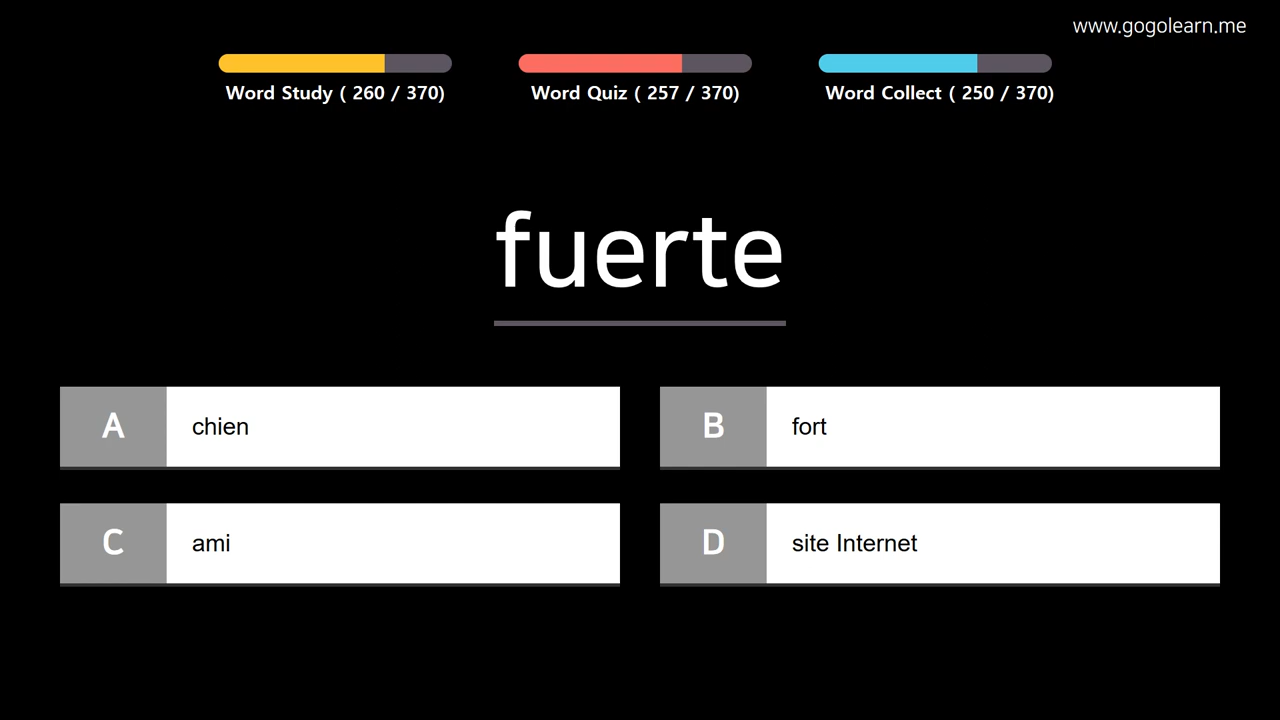 www.gogolearn.me
Word Study ( 260 / 370)
Word Quiz ( 257 / 370)
Word Collect ( 250 / 370)
fuerte
A chien
B fort
C ami
D site Internet